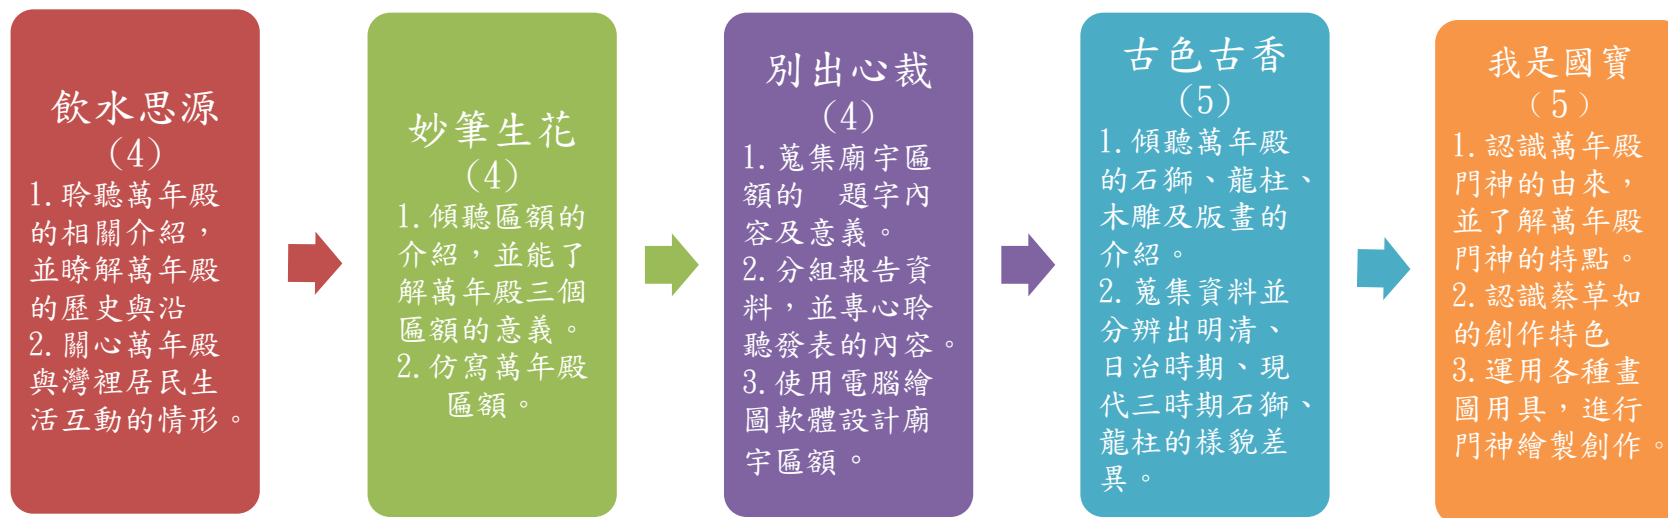 飲水思源
(4)
1.聆聽萬年殿
的相關介紹，
並瞭解萬年殿
的歷史與沿
2.關心萬年殿
與灣裡居民生
活互動的情形。
妙筆生花
(4)
1.傾聽匾額的
介紹，並能了
解萬年殿三個
匾額的意義。
2.仿寫萬年殿
匾額。
別出心裁
(4)
1.蒐集廟宇匾
額的　題字內
容及意義。
2.分組報告資
料，並專心聆
聽發表的內容。
3.使用電腦繪
圖軟體設計廟
宇匾額。
古色古香
(5)
1.傾聽萬年殿
的石獅、龍柱、
木雕及版畫的
介紹。
2.蒐集資料並
分辨出明清、
日治時期、現
代三時期石獅、
龍柱的樣貌差
異。
我是國寶
（5）
1.認識萬年殿
門神的由來，
並了解萬年殿
門神的特點。
2.認識蔡草如
的創作特色
3.運用各種畫
圖用具，進行
門神繪製創作。